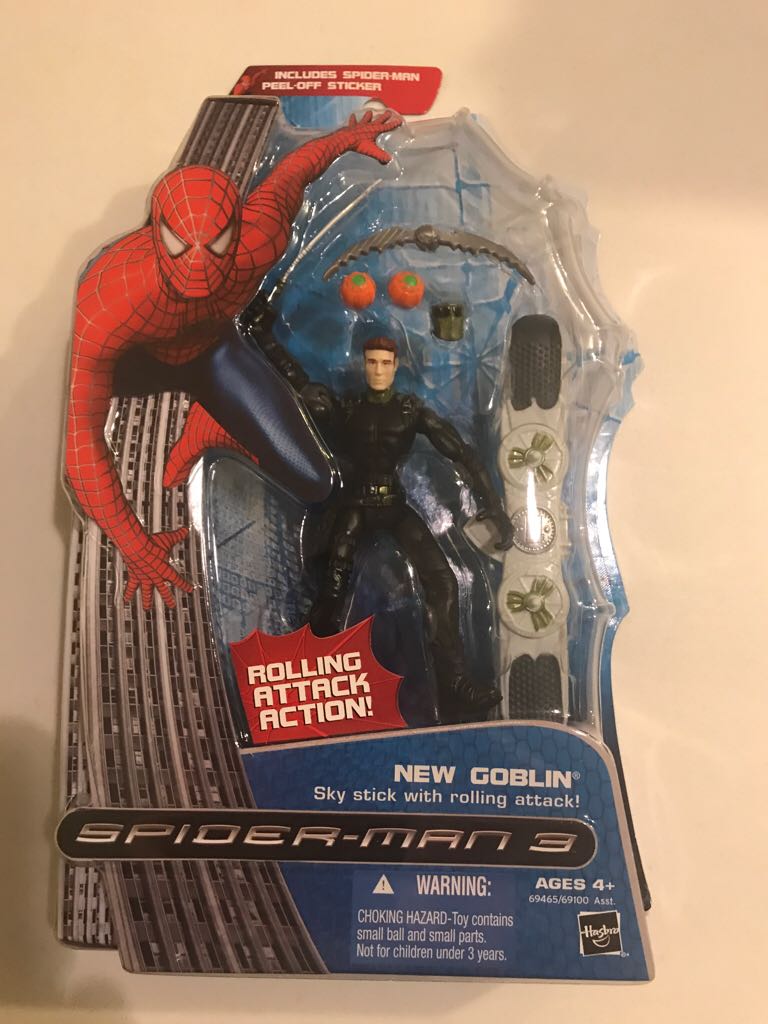 INCLUDES SPIDER-MAN
PEEL-OFF STICKER
ROLLING
ATTACK
ACTION!
NEW GOBLIN®
Sky stick with rolling attack!
SPIDER-MAN 3
⚠ WARNING:
CHOKING HAZARD-Toy contains
small ball and small parts.
Not for children under 3 years.
AGES 4+
69465/69100 Asst.
Hasbro